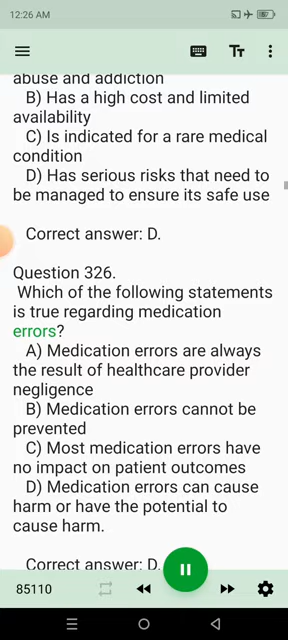 12:26 AM
abuse and addiction
B) Has a high cost and limited
availability
C) Is indicated for a rare medical
condition
D) Has serious risks that need to
be managed to ensure its safe use
Correct answer: D.
Question 326.
Which of the following statements
is true regarding medication
errors?
A) Medication errors are always
the result of healthcare provider
negligence
B) Medication errors cannot be
prevented
C) Most medication errors have
no impact on patient outcomes
D) Medication errors can cause
harm or have the potential to
cause harm.
Correct answer: D.
85110